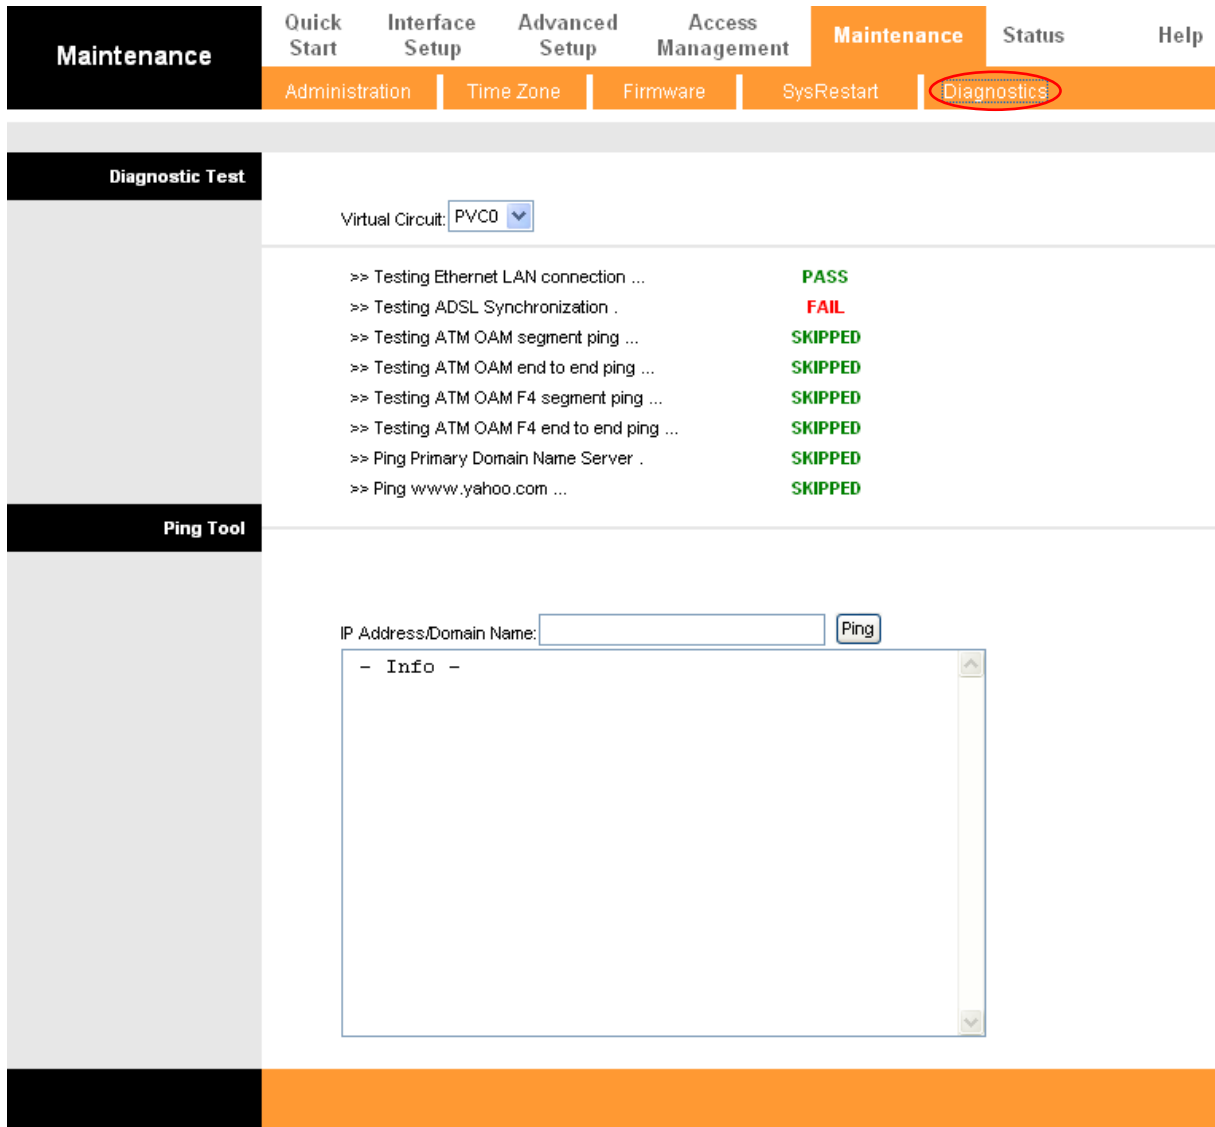 Maintenance
Quick Start
Interface Setup
Advanced Setup
Access Management
Maintenance
Status
Help
Administration
Time Zone
Firmware
SysRestart
Diagnostics
Diagnostic Test
Virtual Circuit: PVC0
>> Testing Ethernet LAN connection ... PASS
>> Testing ADSL Synchronization . FAIL
>> Testing ATM OAM segment ping ... SKIPPED
>> Testing ATM OAM end to end ping ... SKIPPED
>> Testing ATM OAM F4 segment ping ... SKIPPED
>> Testing ATM OAM F4 end to end ping ... SKIPPED
>> Ping Primary Domain Name Server . SKIPPED
>> Ping www.yahoo.com ... SKIPPED
Ping Tool
IP Address/Domain Name: Ping
- Info -